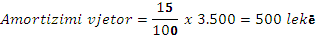 Amortizimi vjetor = 15/100 x 3.500 = 500 lekë